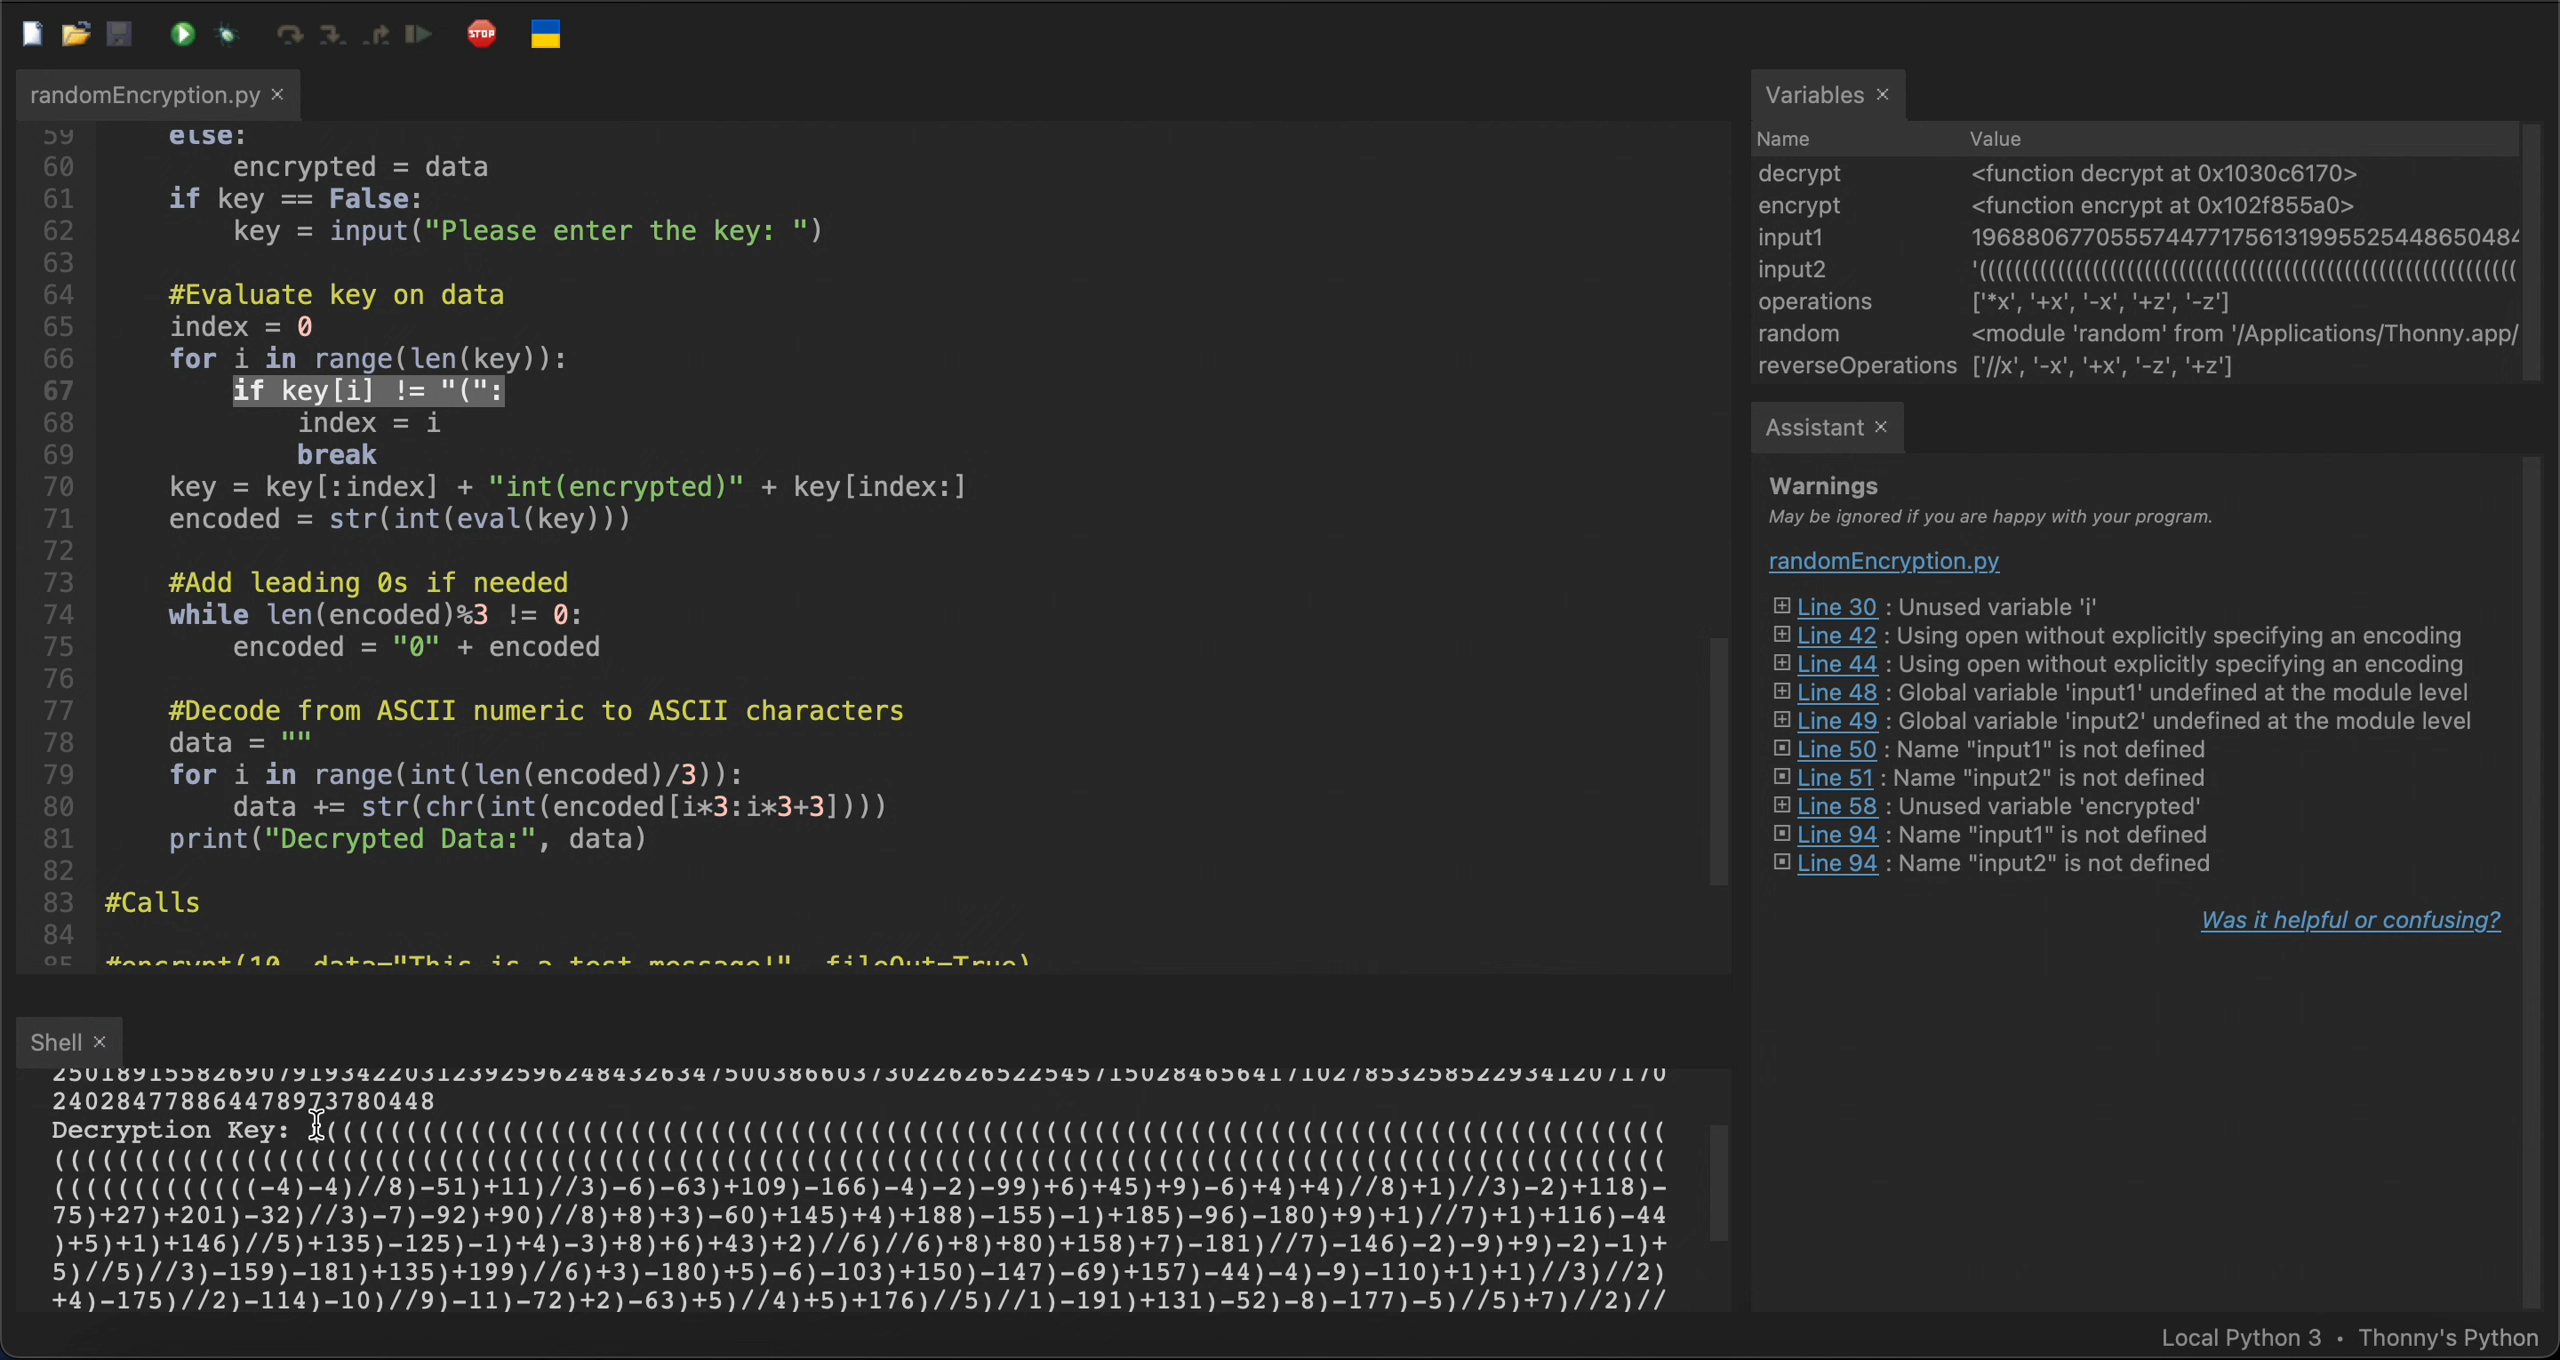 STOP
randomEncryption.py ×
59 else:
60 encrypted = data
61 if key == False:
62 key = input("Please enter the key: ")
63
64 #Evaluate key on data
65 index = 0
66 for i in range(len(key)):
67 if key[i] != "(":
68 index = i
69 break
70 key = key[:index] + "int(encrypted)" + key[index:]
71 encoded = str(int(eval(key)))
72
73 #Add leading 0s if needed
74 while len(encoded)%3 != 0:
75 encoded = "0" + encoded
76
77 #Decode from ASCII numeric to ASCII characters
78 data = ""
79 for i in range(int(len(encoded)/3)):
80 data += str(chr(int(encoded[i*3:i*3+3])))
81 print("Decrypted Data:", data)
82
83 #Calls
84
85 #encrypt(10, data="This is a test message!", fileOut=True)
Shell ×
240284778864478973780448
Decryption Key:
((((((((((((-4)-4)//8)-51)+11)//3)-6)-63)+109)-166)-4)-2)-99)+6)+45)+9)-6)+4)+4)//8)+1)//3)-2)+118)-
75)+27)+201)-32)//3)-7)-92)+90)//8)+8)+3)-60)+145)+4)+188)-155)-1)+185)-96)-180)+9)+1)//7)+1)+116)-44
)+5)+1)+146)//5)+135)-125)-1)+4)-3)+8)+6)+43)+2)//6)//6)+8)+80)+158)+7)-181)//7)-146)-2)-9)+9)-2)-1)+
5)//5)//3)-159)-181)+135)+199)//6)+3)-180)+5)-6)-103)+150)-147)-69)+157)-44)-4)-9)-110)+1)+1)//3)//2)
+4)-175)//2)-114)-10)//9)-11)-72)+2)-63)+5)//4)+5)+176)//5)//1)-191)+131)-52)-8)-177)-5)//5)+7)//2)//
Variables ×
Name Value
decrypt <function decrypt at 0x1030c6170>
encrypt <function encrypt at 0x102f855a0>
input1 1968806770555744771756131995525448650484
input2
operations ['*x', '+x', '-x', '+z', '-z']
random <module 'random' from '/Applications/Thonny.app/
reverseOperations ['//x', '-x', '+x', '-z', '+z']
Assistant ×
Warnings
May be ignored if you are happy with your program.
randomEncryption.py
Line 30 : Unused variable 'i'
Line 42 : Using open without explicitly specifying an encoding
Line 44 : Using open without explicitly specifying an encoding
Line 48 : Global variable 'input1' undefined at the module level
Line 49 : Global variable 'input2' undefined at the module level
Line 50 : Name "input1" is not defined
Line 51 : Name "input2" is not defined
Line 58 : Unused variable 'encrypted'
Line 94 : Name "input1" is not defined
Line 94 : Name "input2" is not defined
Was it helpful or confusing?
Local Python 3 • Thonny's Python